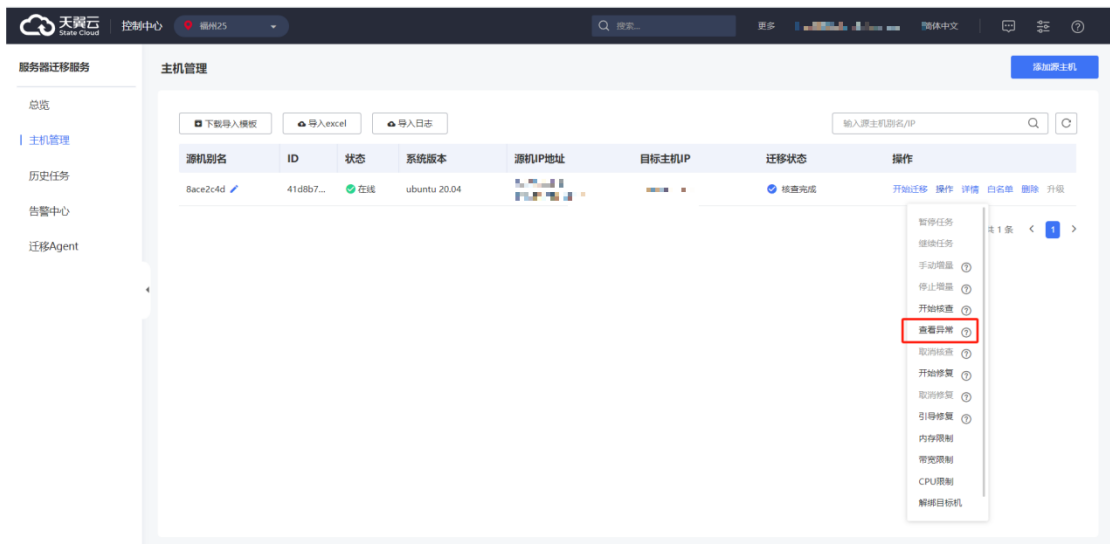 天翼云 State Cloud 控制中心 福州25 搜索... 更多 简体中文
服务器迁移服务
总览
主机管理
历史任务
告警中心
迁移Agent
主机管理 添加源主机
下载导入模板 导入excel 导入日志 输入源主机别名/IP
源机别名 ID 状态 系统版本 源机IP地址 目标主机IP 迁移状态 操作
8ace2c4d 41d8b7... 在线 ubuntu 20.04 核查完成 开始迁移 操作 详情 白名单 删除 升级
共 1 条 1
暂停任务
继续任务
手动增量
停止增量
开始核查
查看异常
取消核查
开始修复
取消修复
引导修复
内存限制
带宽限制
CPU限制
解绑目标机